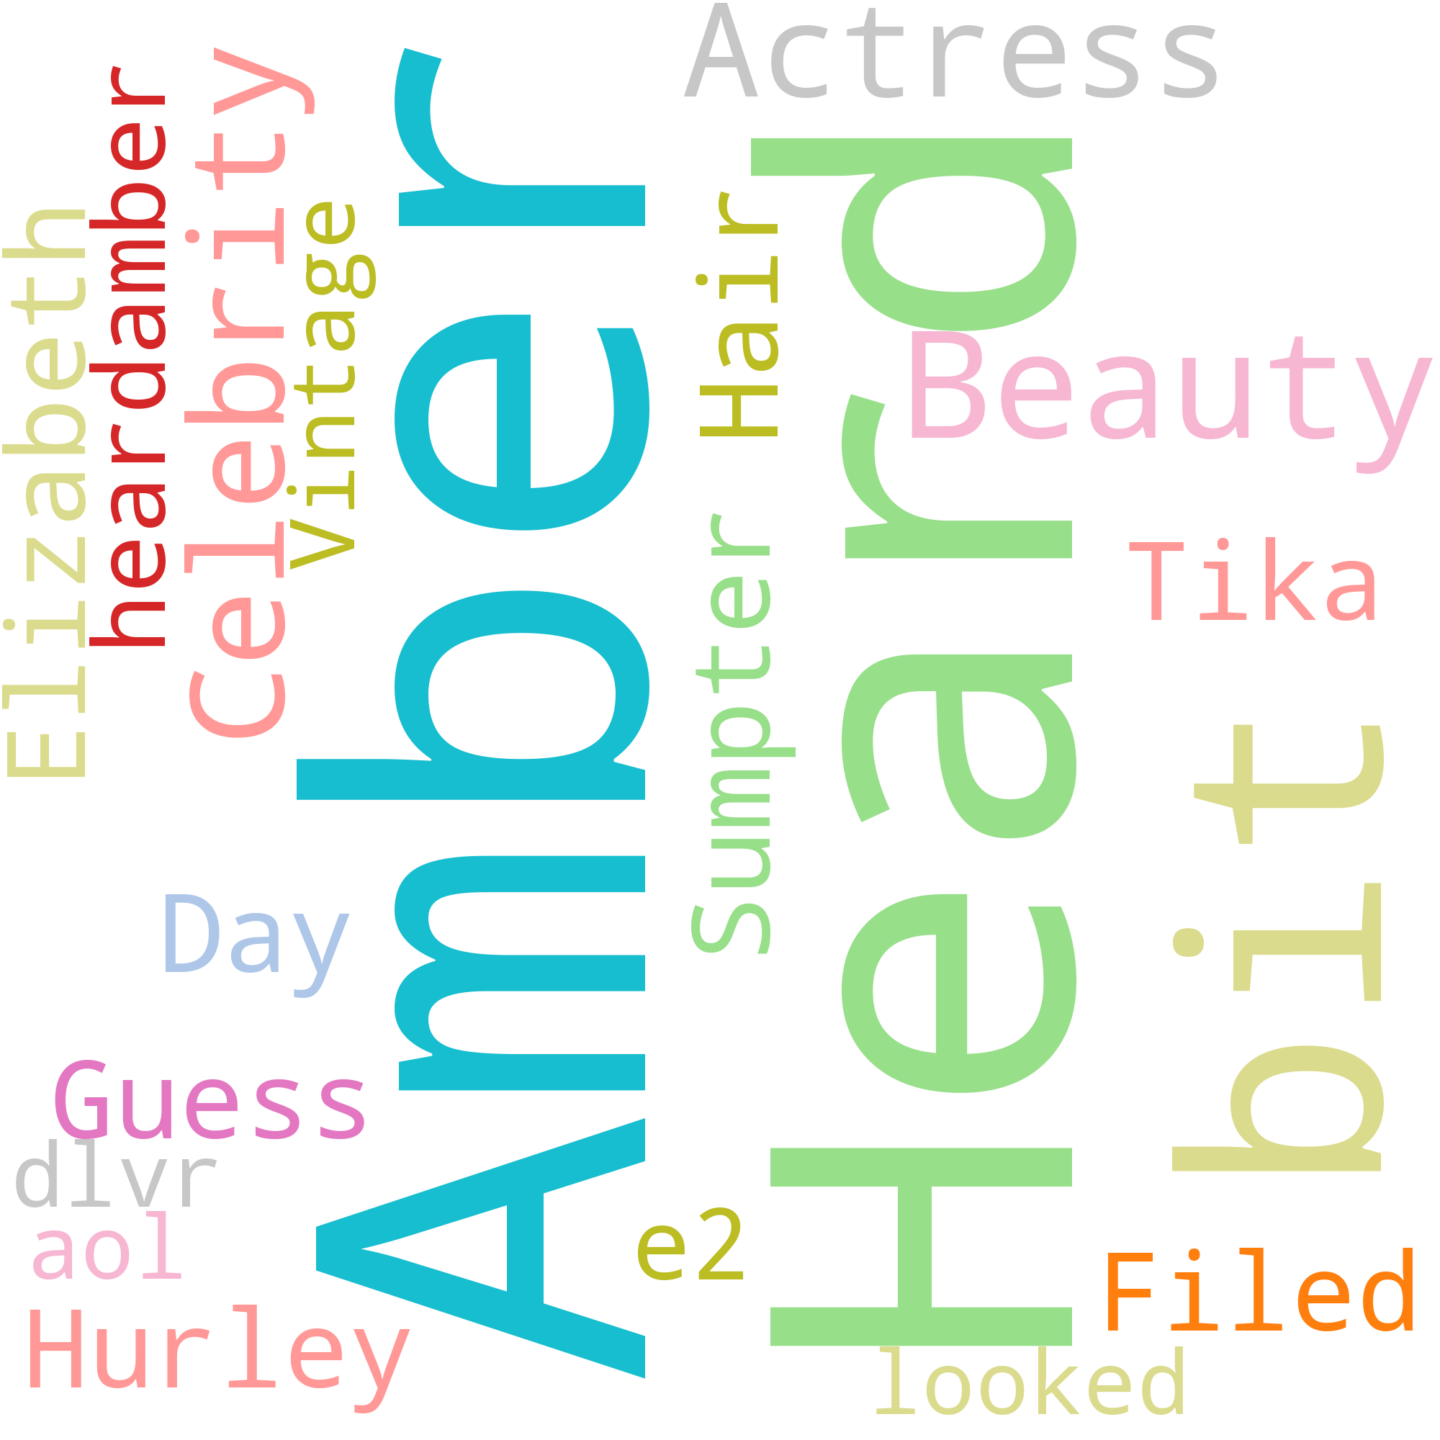 Actress
heardamber
Celebrity
Elizabeth
Vintage
Amber
Hair
Heard
Beauty
Sumpter
Tika
bit
Day
Guess
dlvr
aol
e2
Filed
Hurley
looked